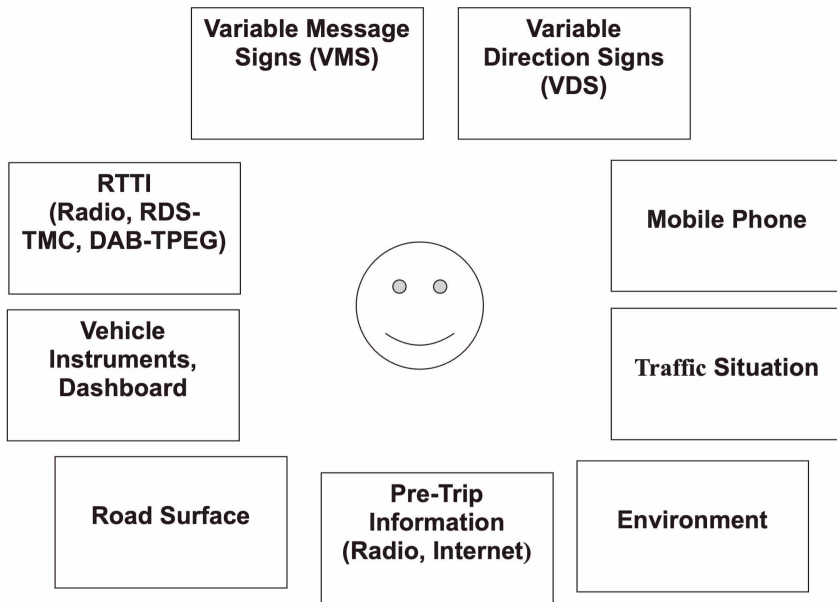 Variable Message
Signs (VMS)
Variable
Direction Signs
(VDS)
RTTI
(Radio, RDS-
TMC, DAB-TPEG)
Mobile Phone
Vehicle
Instruments,
Dashboard
Traffic Situation
Road Surface
Pre-Trip
Information
(Radio, Internet)
Environment